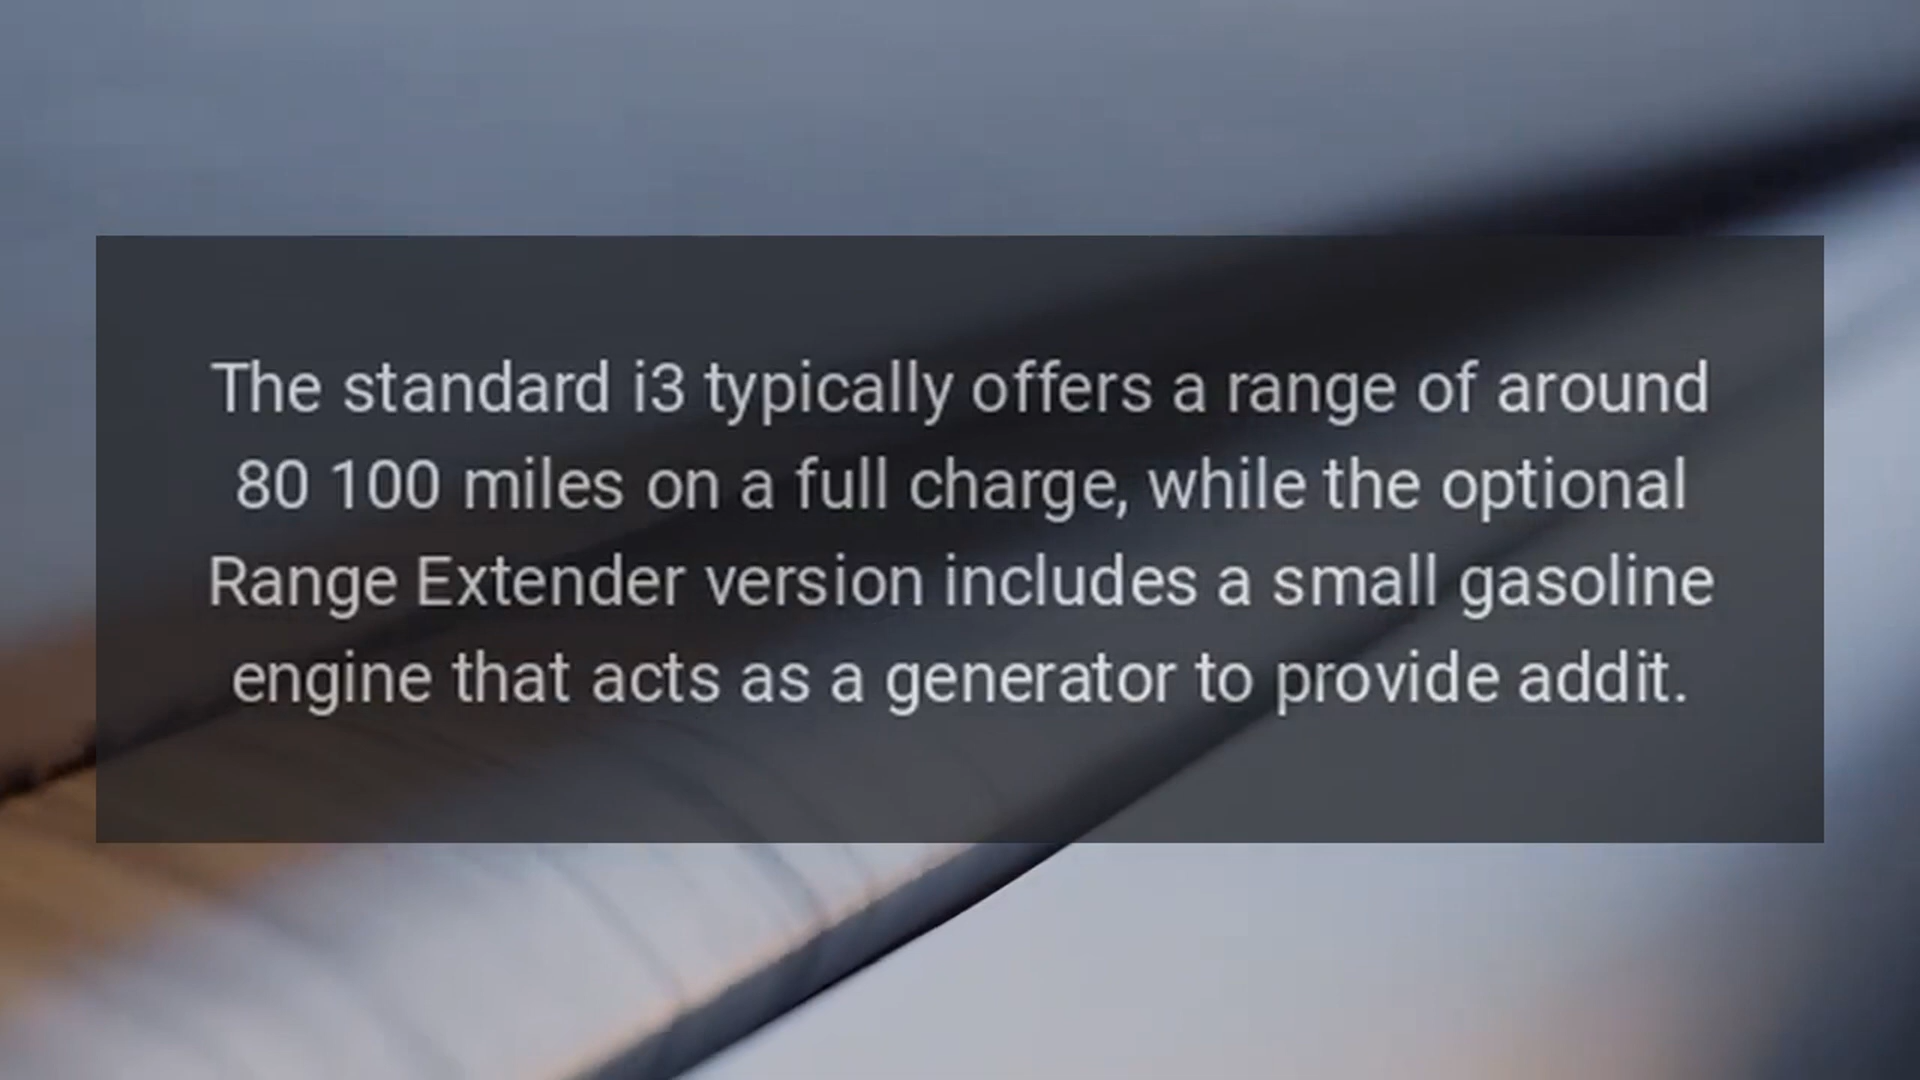 The standard i3 typically offers a range of around
80 100 miles on a full charge, while the optional
Range Extender version includes a small gasoline
engine that acts as a generator to provide addit.